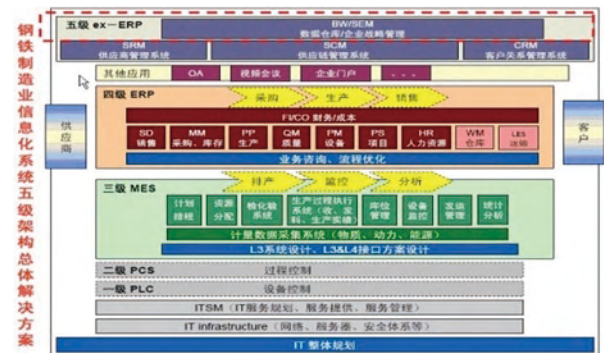 钢铁制造业信息化系统五级架构总体解决方案
五级 ex－ERP
BW/SEM
数据仓库/企业战略管理
SRM
供应商管理系统
SCM
供应链管理系统
CRM
客户关系管理系统
其他应用
OA
视频会议
企业门户
. . .
供应商
客户
四级 ERP
采购
生产
销售
FI/CO 财务/成本
SD
销售
MM
采购、库存
PP
生产
QM
质量
PM
设备
PS
项目
HR
人力资源
WM
仓库
LES
运输
业务咨询、流程优化
三级 MES
排产
监控
分析
计划
排程
资源
分配
检化验
系统
生产过程执行
系统（收、发
料、生产实绩）
库位
管理
设备
监控
发运
管理
统计
分析
计量数据采集系统（物质、动力、能源）
L3系统设计、L3&L4接口方案设计
二级 PCS
过程控制
一级 PLC
设备控制
ITSM（IT服务规划、服务提供、服务管理）
IT infrastructure（网络、服务器、安全体系等）
IT 整体规划